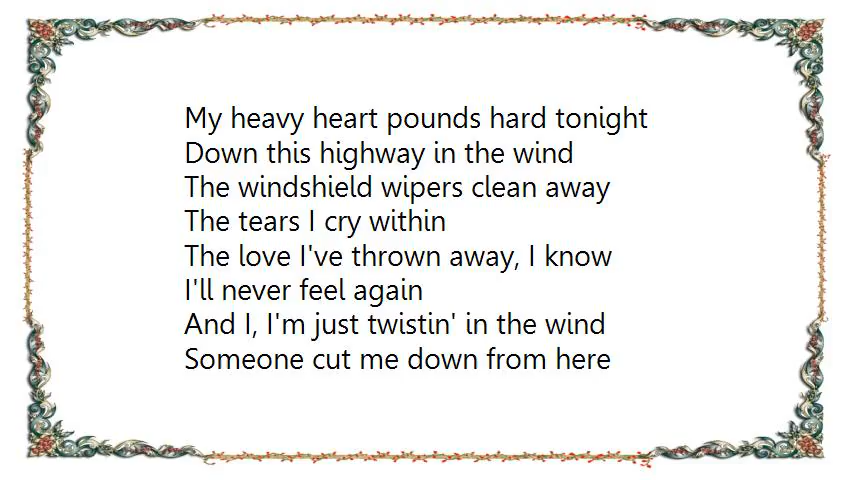 My heavy heart pounds hard tonight
Down this highway in the wind
The windshield wipers clean away
The tears I cry within
The love I've thrown away, I know
I'll never feel again
And I, I'm just twistin' in the wind
Someone cut me down from here